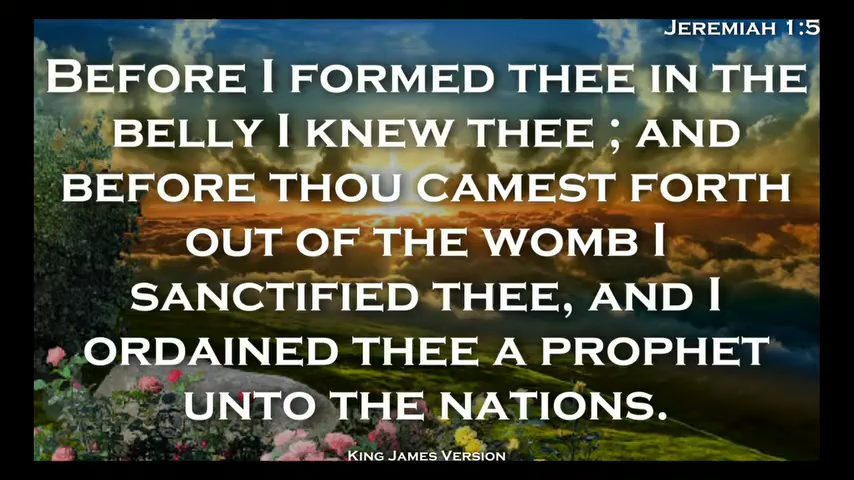 Jeremiah 1:5
Before I formed thee in the
belly I knew thee ; and
before thou camest forth
out of the womb I
sanctified thee, and I
ordained thee a prophet
unto the nations.
King James Version